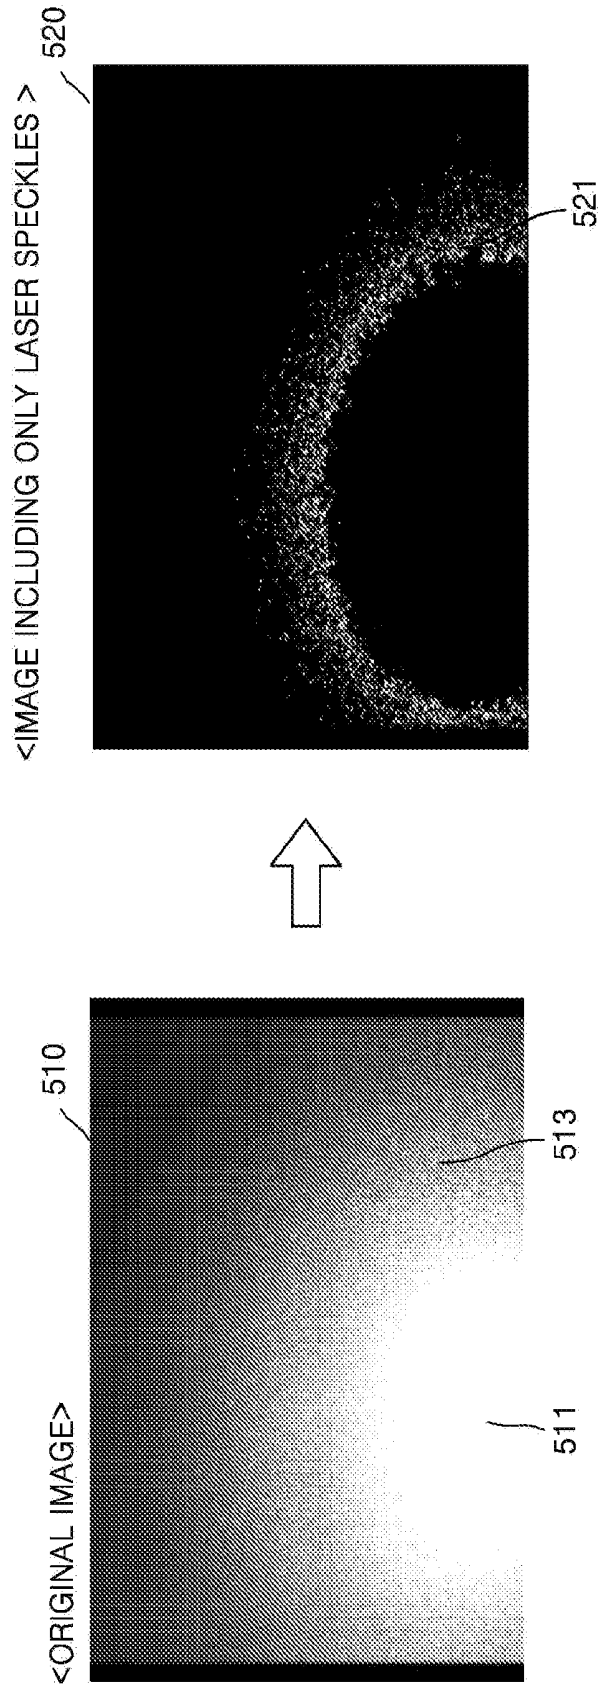 <ORIGINAL IMAGE>
510
513
511
<IMAGE INCLUDING ONLY LASER SPECKLES >
520
521